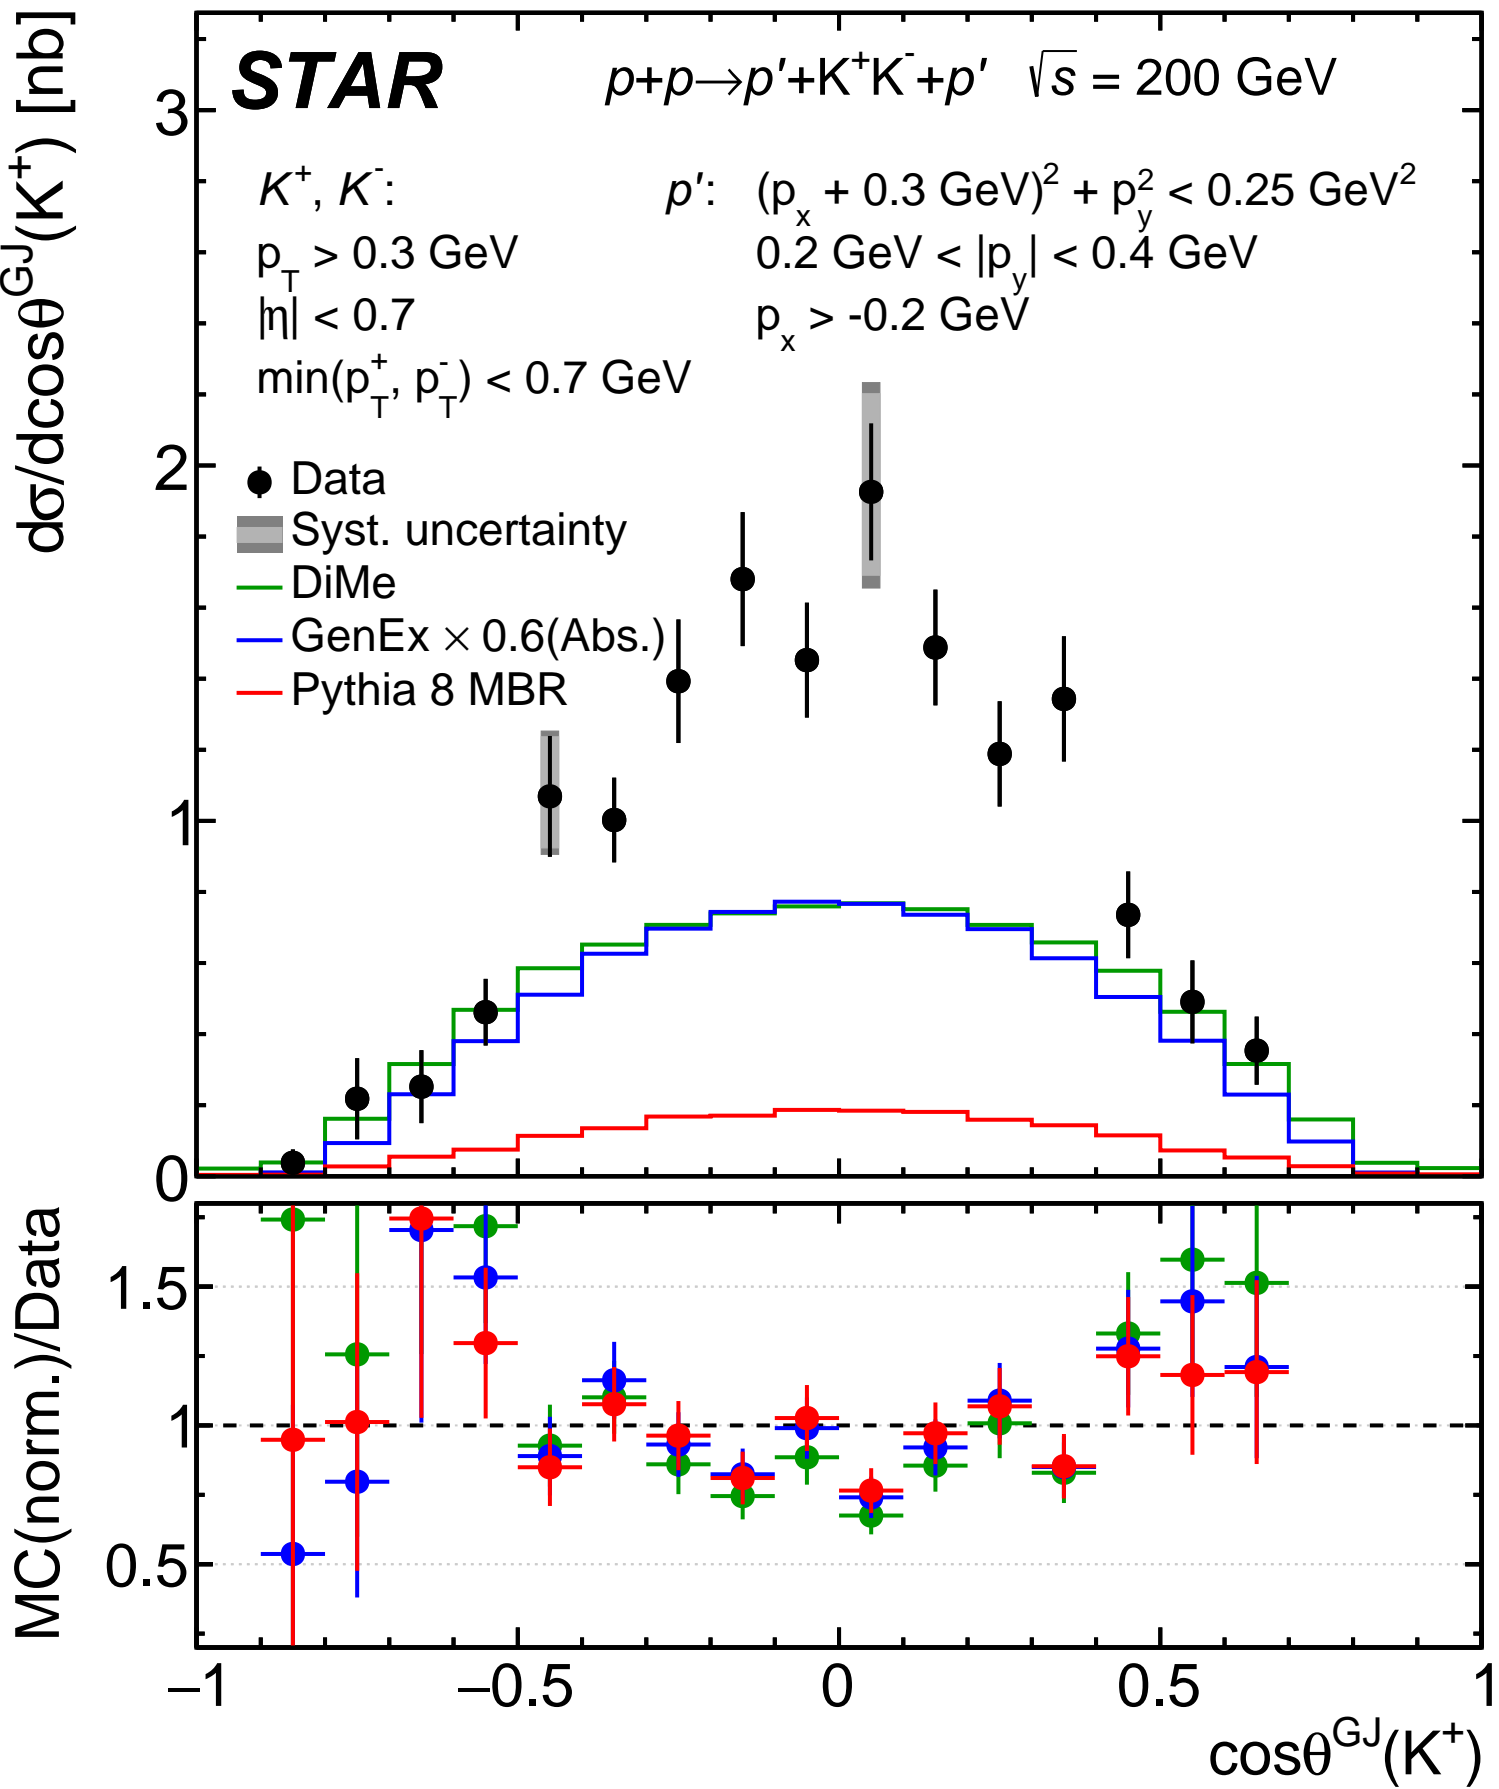 STAR p+p→p′+K⁺K⁻+p′ √s = 200 GeV
K⁺, K⁻: p′: (pₓ + 0.3 GeV)² + p_y² < 0.25 GeV²
p_T > 0.3 GeV 0.2 GeV < |p_y| < 0.4 GeV
|η| < 0.7 pₓ > -0.2 GeV
min(p_T⁺, p_T⁻) < 0.7 GeV
Data
Syst. uncertainty
DiMe
GenEx × 0.6(Abs.)
Pythia 8 MBR
dσ/dcosθ^GJ(K⁺) [nb]
3
2
1
0
MC(norm.)/Data
1.5
1
0.5
−1 −0.5 0 0.5 1
cosθ^GJ(K⁺)